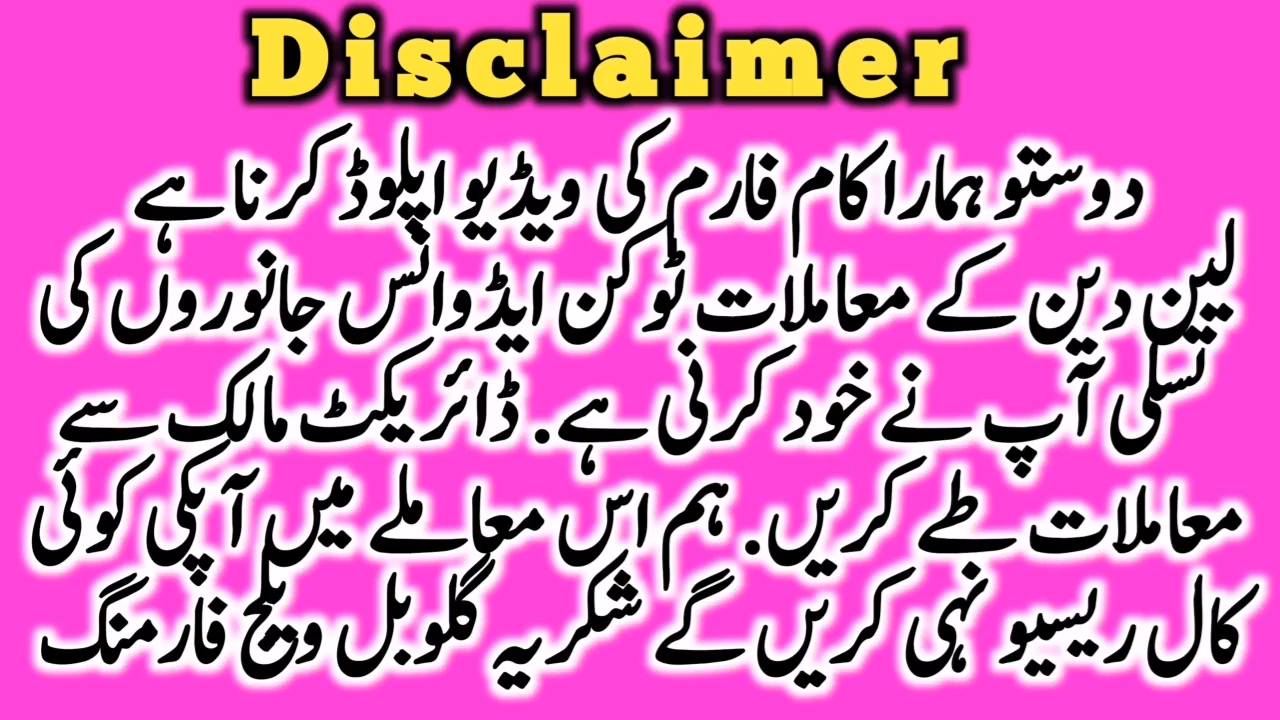 Disclaimer
دوستو ہمارا کام فارم کی ویڈیو اپلوڈ کرنا ہے
لین دین کے معاملات ٹوکن ایڈوانس جانوروں کی
تسلی آپ نے خود کرنی ہے. ڈائریکٹ مالک سے
معاملات طے کریں. ہم اس معاملے میں آپکی کوئی
کال ریسیو نہی کریں گے شکریہ گلوبل ویلج فارمنگ